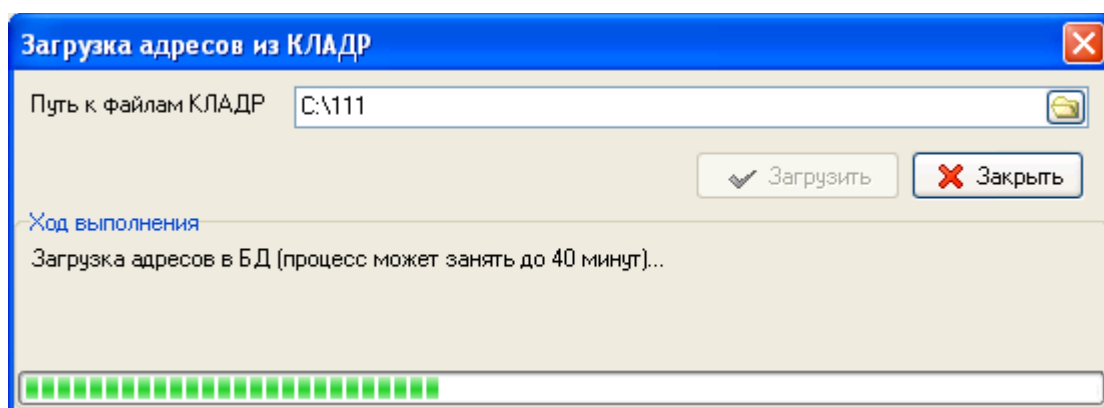 Загрузка адресов из КЛАДР
Путь к файлам КЛАДР C:\111
Загрузить Закрыть
Ход выполнения
Загрузка адресов в БД (процесс может занять до 40 минут)...